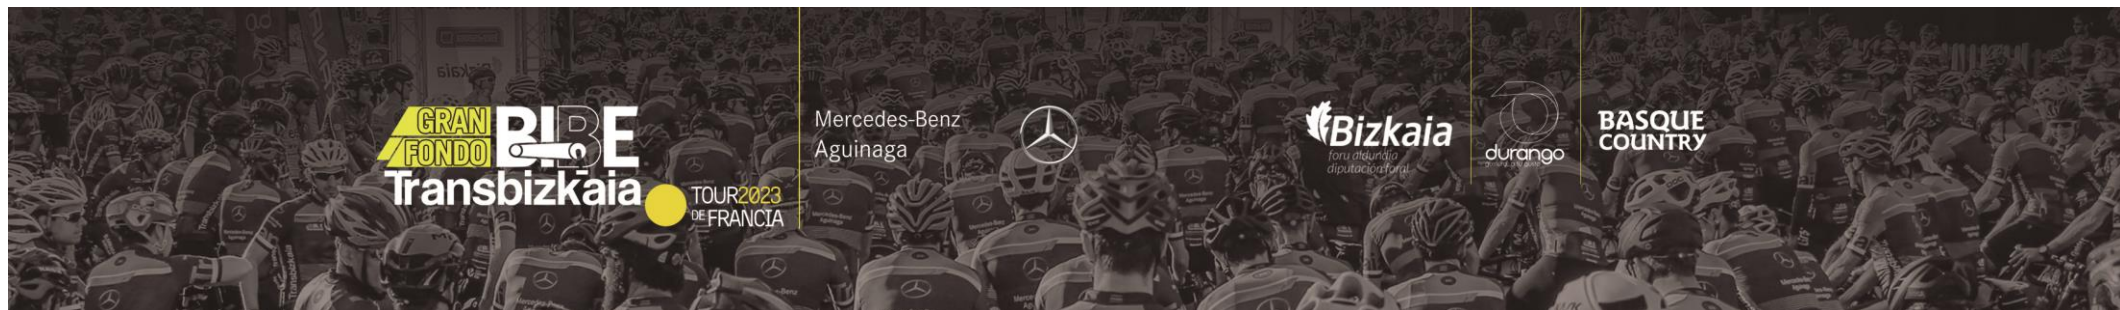 GRAN
FONDO
BIBE
Transbizkaia
TOUR2023
DE FRANCIA
Mercedes-Benz
Aguinaga
Bizkaia
foru aldundia
diputación foral
durango
BASQUE
COUNTRY